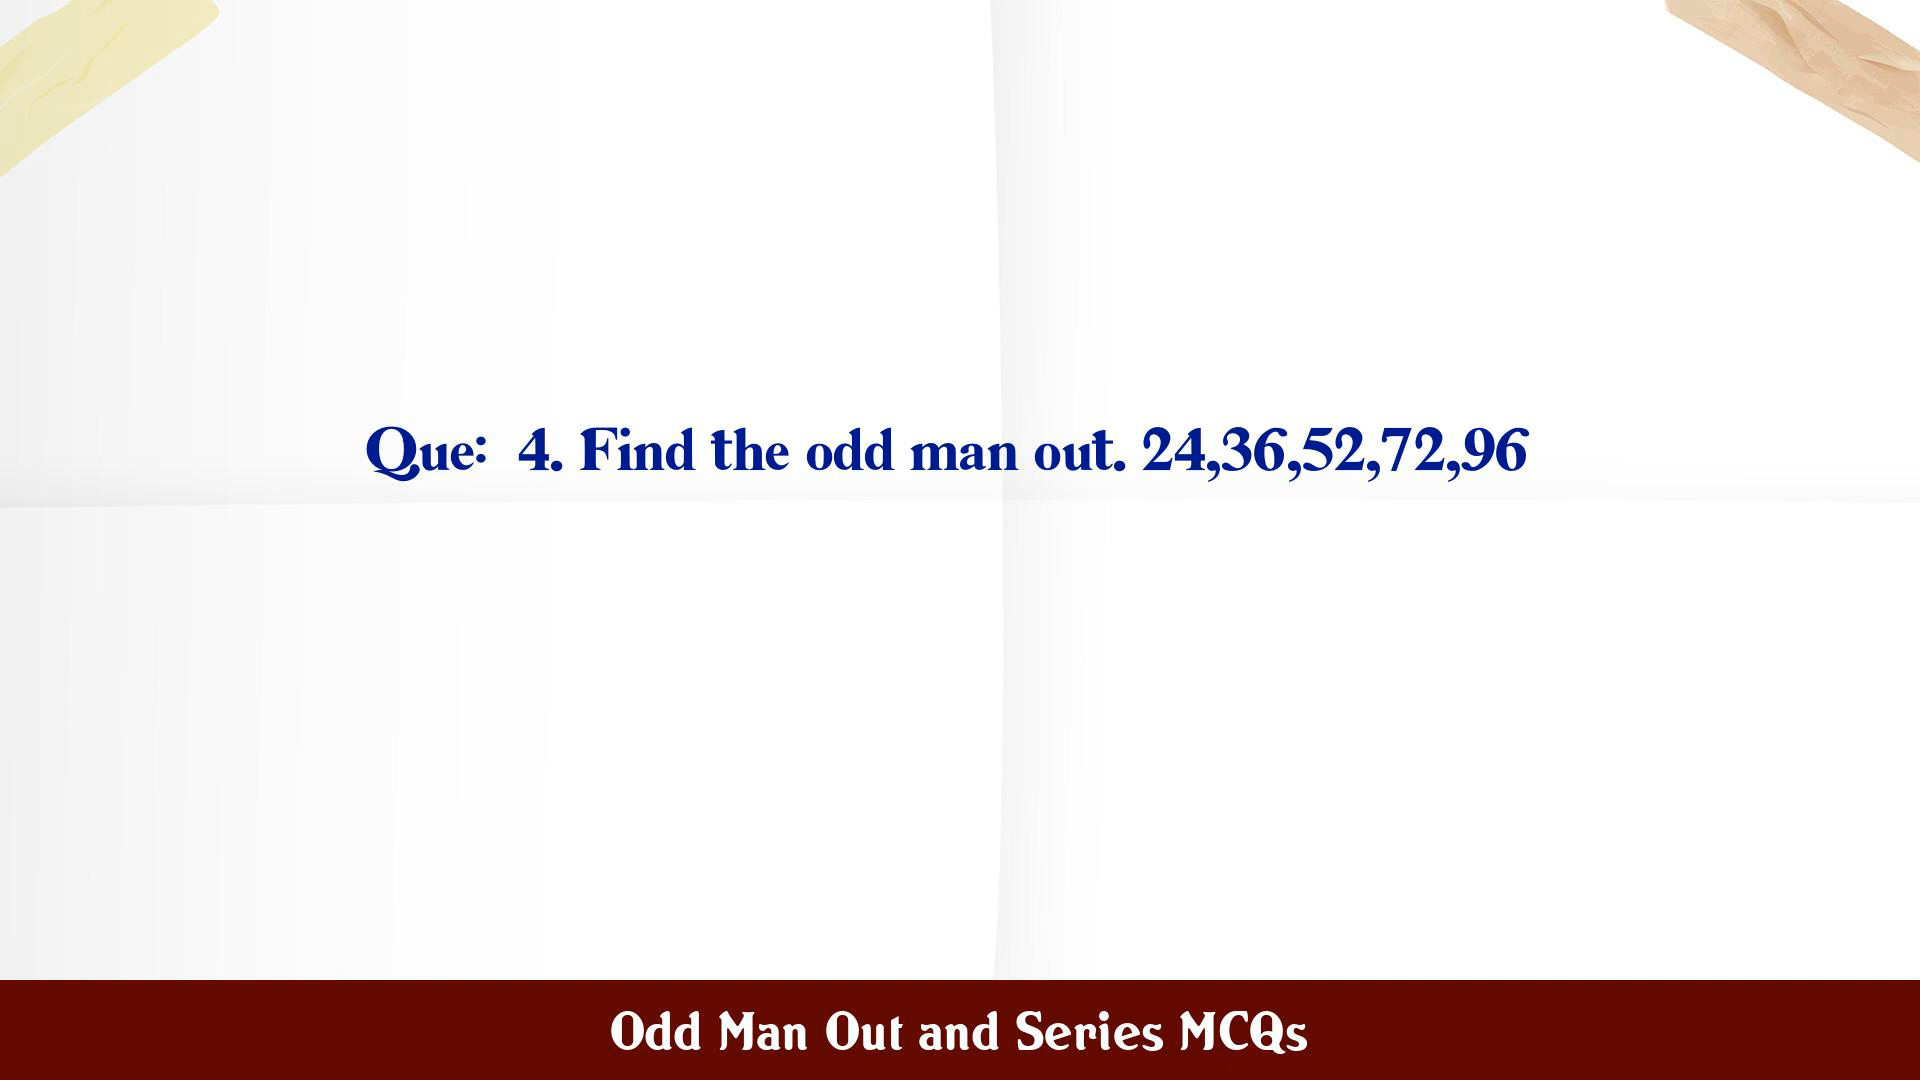 Que:  4. Find the odd man out. 24,36,52,72,96
Odd Man Out and Series MCQs